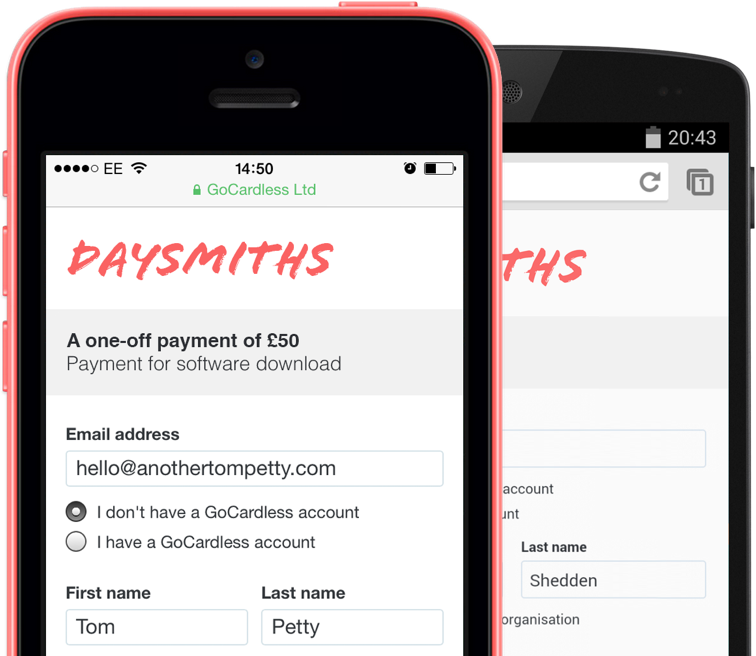 EE 14:50
GoCardless Ltd
DAYSMITHS
A one-off payment of £50
Payment for software download
Email address
hello@anothertompetty.com
I don't have a GoCardless account
I have a GoCardless account
First name Last name
Tom Petty
20:43
1
THS
account
unt
Last name
Shedden
organisation